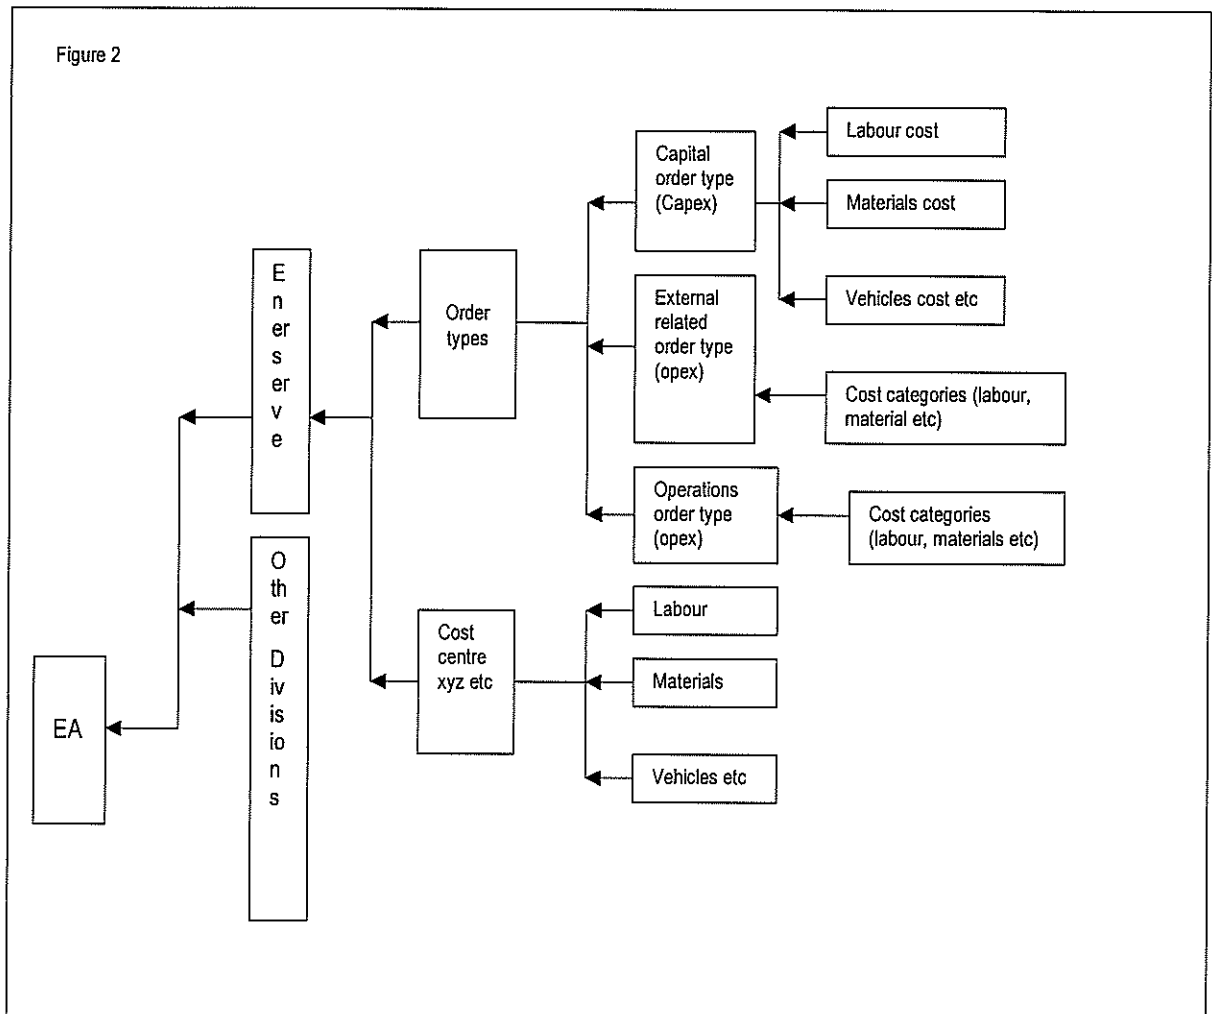 Figure 2
Labour cost
Capital
order type
(Capex)
Materials cost
Vehicles cost etc
E
n
er
s
erv
e
Order
types
External
related
order type
(opex)
Cost categories (labour,
material etc)
Operations
order type
(opex)
Cost categories
(labour, materials etc)
O
th
er
D
iv
is
io
n
s
Cost
centre
xyz etc
Labour
Materials
Vehicles etc
EA